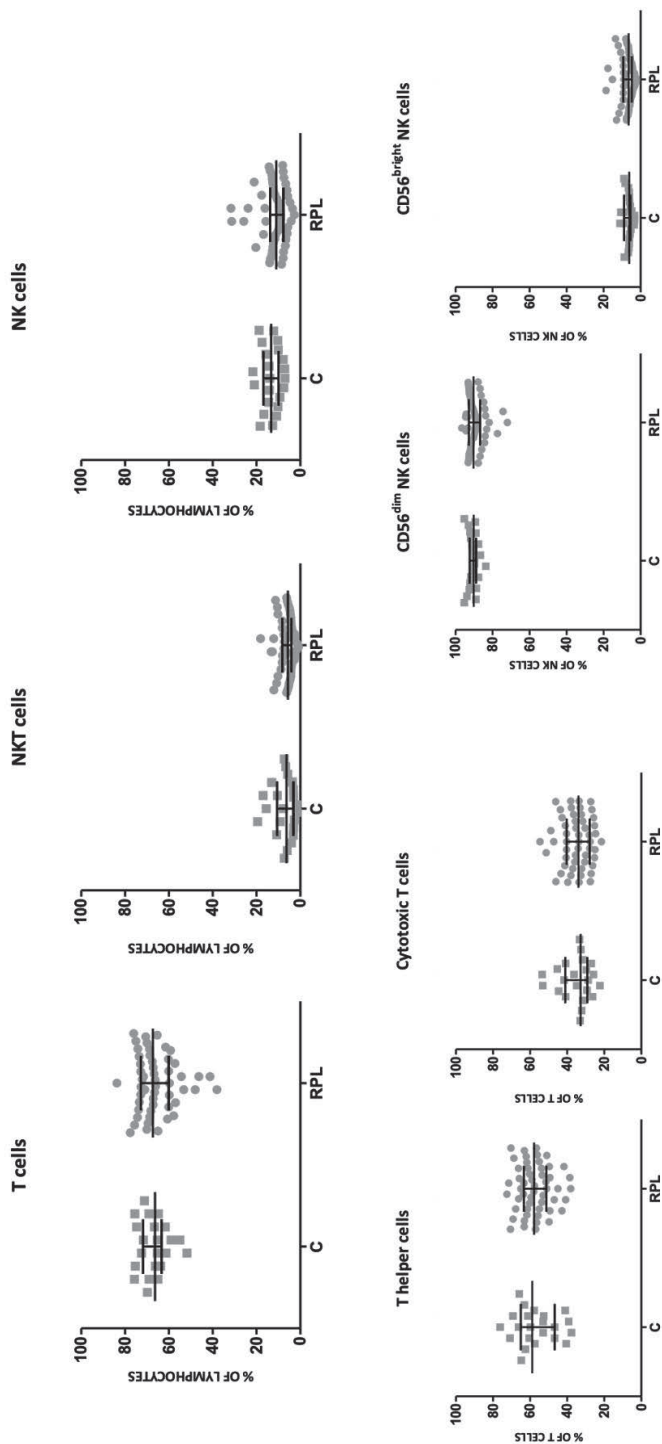 T cells
% OF LYMPHOCYTES
100
80
60
40
20
0
C
RPL
NKT cells
% OF LYMPHOCYTES
100
80
60
40
20
0
C
RPL
NK cells
% OF LYMPHOCYTES
100
80
60
40
20
0
C
RPL
T helper cells
% OF T CELLS
100
80
60
40
20
0
C
RPL
Cytotoxic T cells
% OF T CELLS
100
80
60
40
20
0
C
RPL
CD56dim NK cells
% OF NK CELLS
100
80
60
40
20
0
C
RPL
CD56bright NK cells
% OF NK CELLS
100
80
60
40
20
0
C
RPL